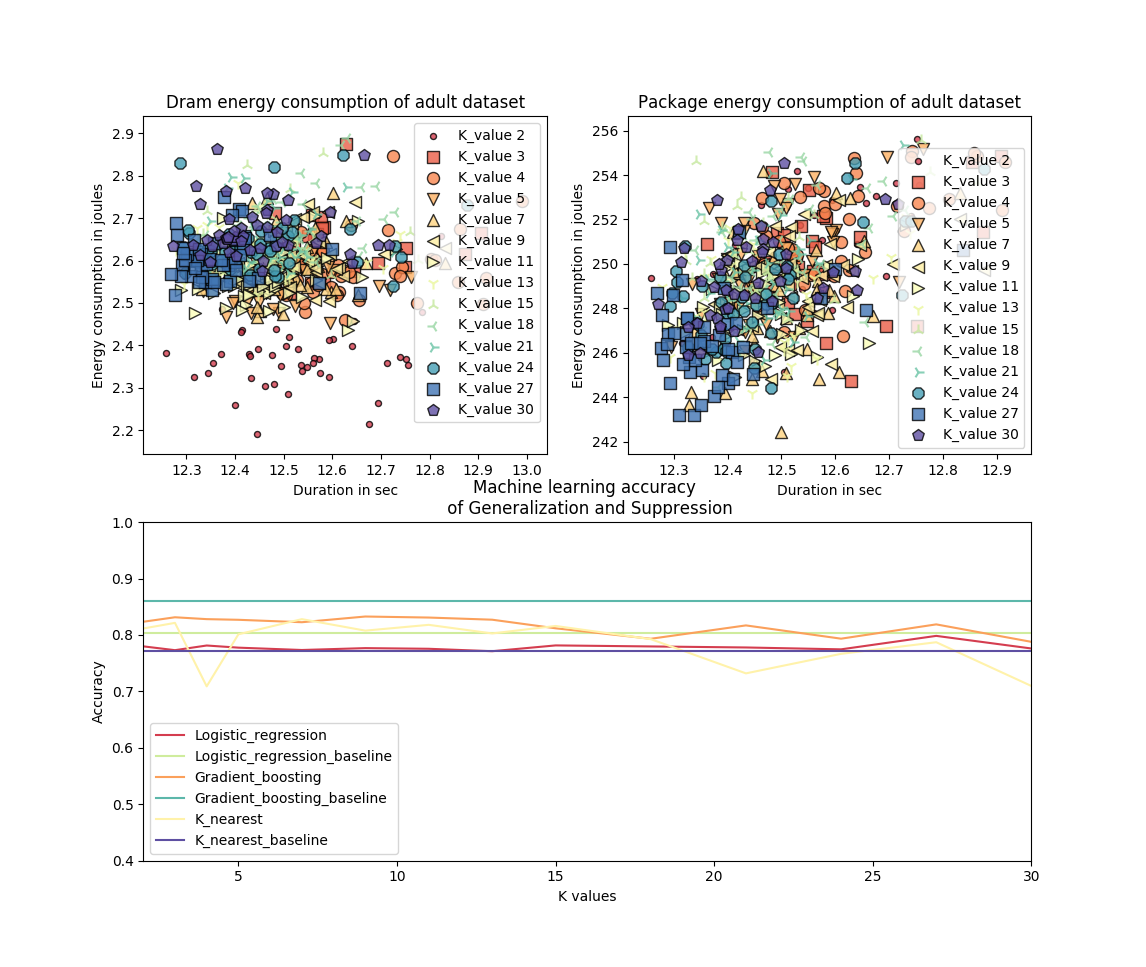 Dram energy consumption of adult dataset
Energy consumption in joules
2.9
2.8
2.7
2.6
2.5
2.4
2.3
2.2
12.3 12.4 12.5 12.6 12.7 12.8 12.9 13.0
Duration in sec
K_value 2
K_value 3
K_value 4
K_value 5
K_value 7
K_value 9
K_value 11
K_value 13
K_value 15
K_value 18
K_value 21
K_value 24
K_value 27
K_value 30
Package energy consumption of adult dataset
Energy consumption in joules
256
254
252
250
248
246
244
242
12.3 12.4 12.5 12.6 12.7 12.8 12.9
Duration in sec
K_value 2
K_value 3
K_value 4
K_value 5
K_value 7
K_value 9
K_value 11
K_value 13
K_value 15
K_value 18
K_value 21
K_value 24
K_value 27
K_value 30
Machine learning accuracy
of Generalization and Suppression
Accuracy
1.0
0.9
0.8
0.7
0.6
0.5
0.4
Logistic_regression
Logistic_regression_baseline
Gradient_boosting
Gradient_boosting_baseline
K_nearest
K_nearest_baseline
5 10 15 20 25 30
K values